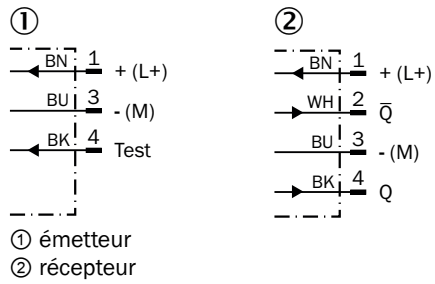 ① ②
BN 1 + (L+)
BU 3 - (M)
BK 4 Test
BN 1 + (L+)
WH 2 Q̅
BU 3 - (M)
BK 4 Q
① émetteur
② récepteur